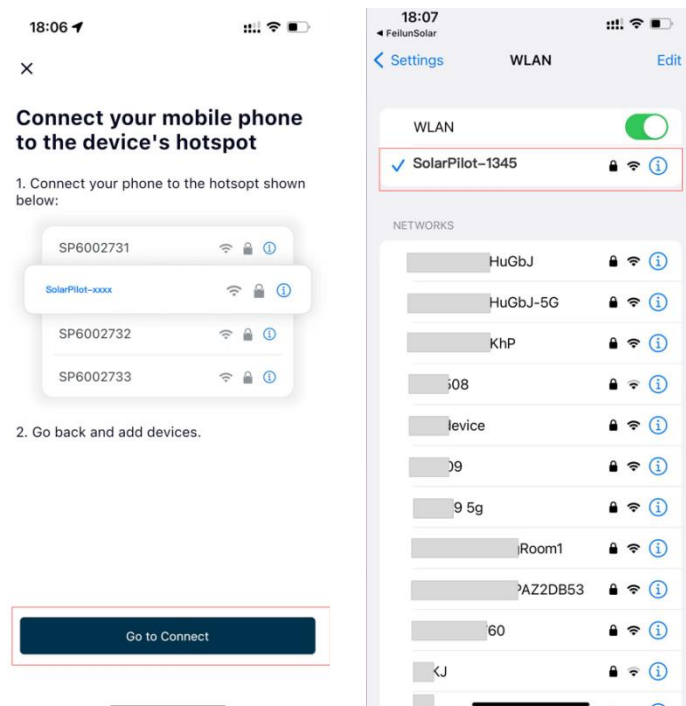 18:06
Connect your mobile phone
to the device's hotspot
1. Connect your phone to the hotsopt shown
below:
SP6002731
SolarPilot-xxxx
SP6002732
SP6002733
2. Go back and add devices.
Go to Connect
18:07
FeilunSolar
Settings
WLAN
Edit
WLAN
SolarPilot-1345
NETWORKS
HuGbJ
HuGbJ-5G
KhP
08
device
09
9 5g
Room1
PAZ2DB53
60
KJ